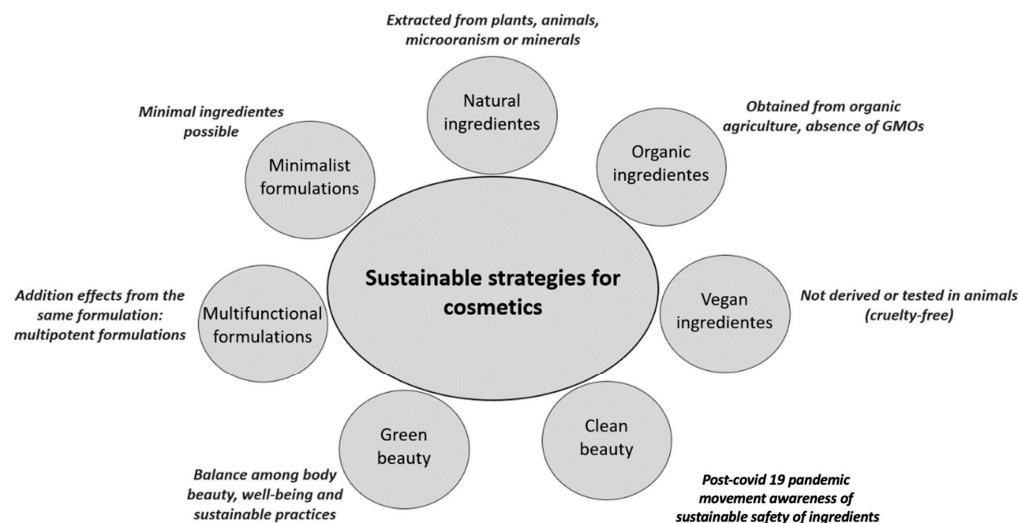 Extracted from plants, animals,
microoranism or minerals
Natural
ingredientes
Obtained from organic
agriculture, absence of GMOs
Organic
ingredientes
Not derived or tested in animals
(cruelty-free)
Vegan
ingredientes
Clean
beauty
Post-covid 19 pandemic
movement awareness of
sustainable safety of ingredients
Green
beauty
Balance among body
beauty, well-being and
sustainable practices
Multifunctional
formulations
Addition effects from the
same formulation:
multipotent formulations
Minimalist
formulations
Minimal ingredientes
possible
Sustainable strategies for
cosmetics